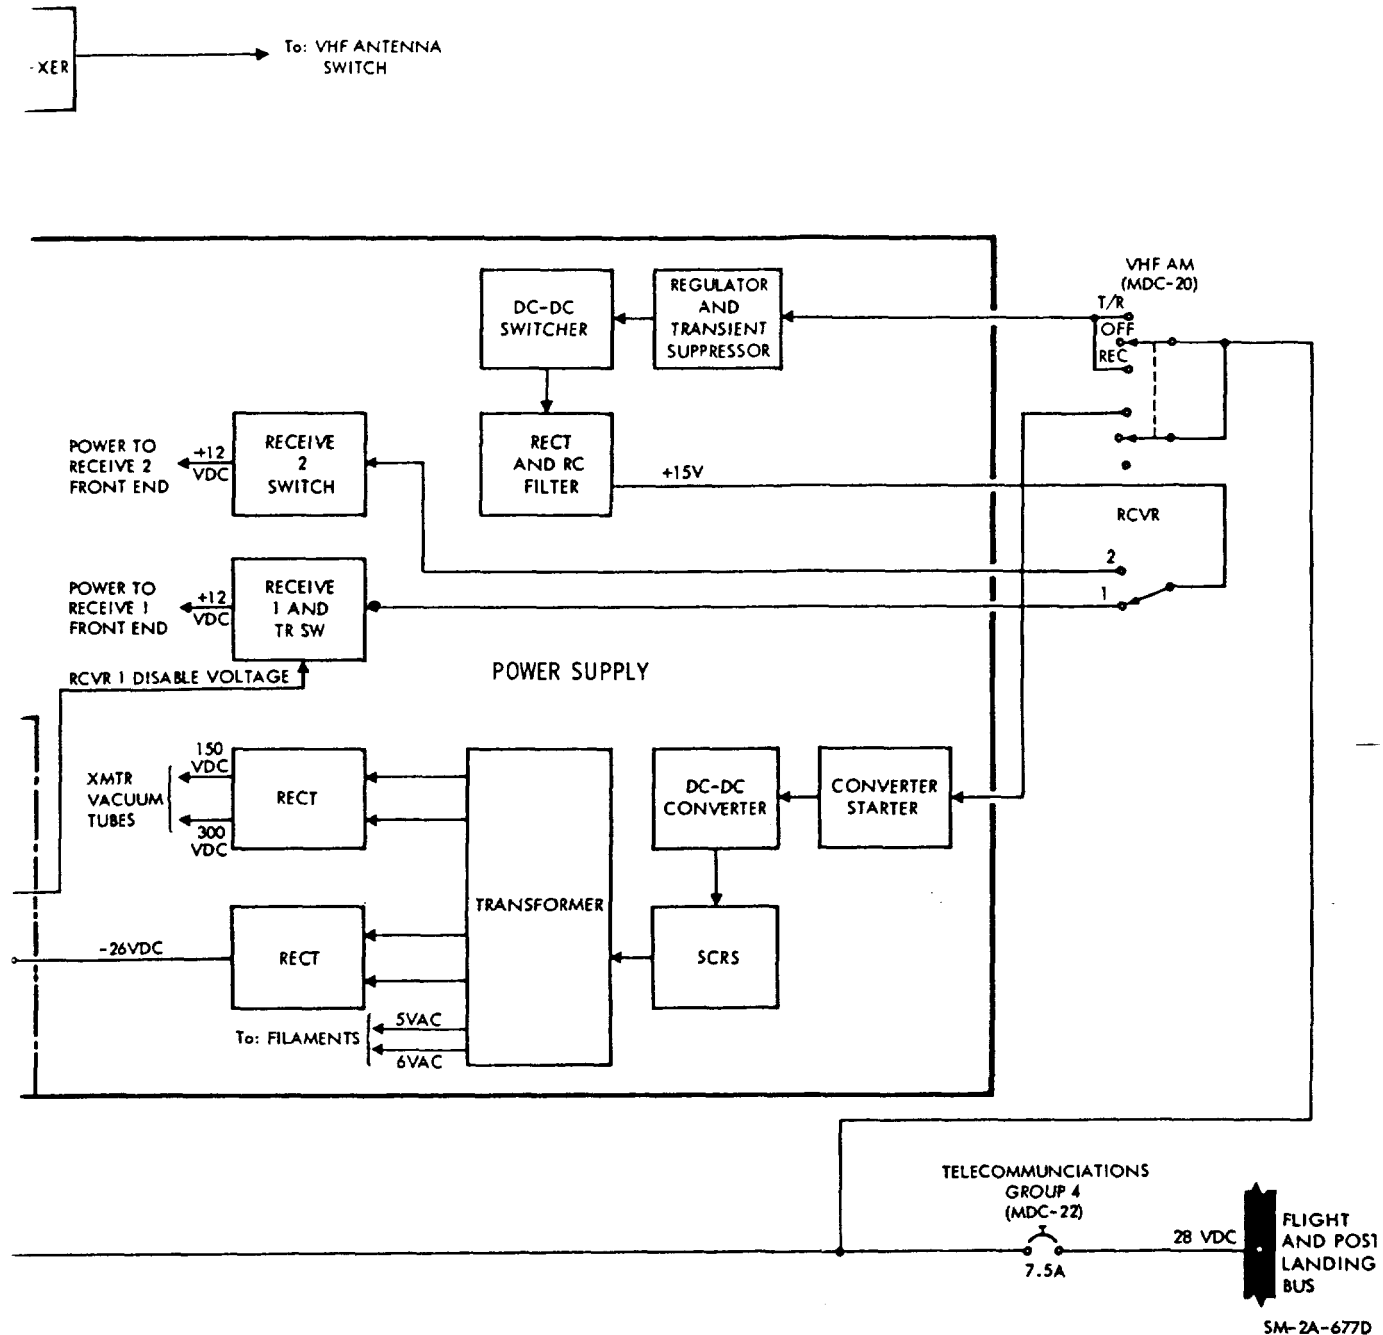 -XER
To: VHF ANTENNA
SWITCH
VHF AM
(MDC-20)
T/R
OFF
REC
DC-DC
SWITCHER
REGULATOR
AND
TRANSIENT
SUPPRESSOR
POWER TO
RECEIVE 2
FRONT END
+12
VDC
RECEIVE
2
SWITCH
RECT
AND RC
FILTER
+15V
RCVR
2
1
POWER TO
RECEIVE 1
FRONT END
+12
VDC
RECEIVE
1 AND
TR SW
RCVR 1 DISABLE VOLTAGE
POWER SUPPLY
XMTR
VACUUM
TUBES
150
VDC
300
VDC
RECT
DC-DC
CONVERTER
CONVERTER
STARTER
TRANSFORMER
-26VDC
RECT
SCRS
To: FILAMENTS
5VAC
6VAC
TELECOMMUNCIATIONS
GROUP 4
(MDC-22)
7.5A
28 VDC
FLIGHT
AND POST
LANDING
BUS
SM-2A-677D